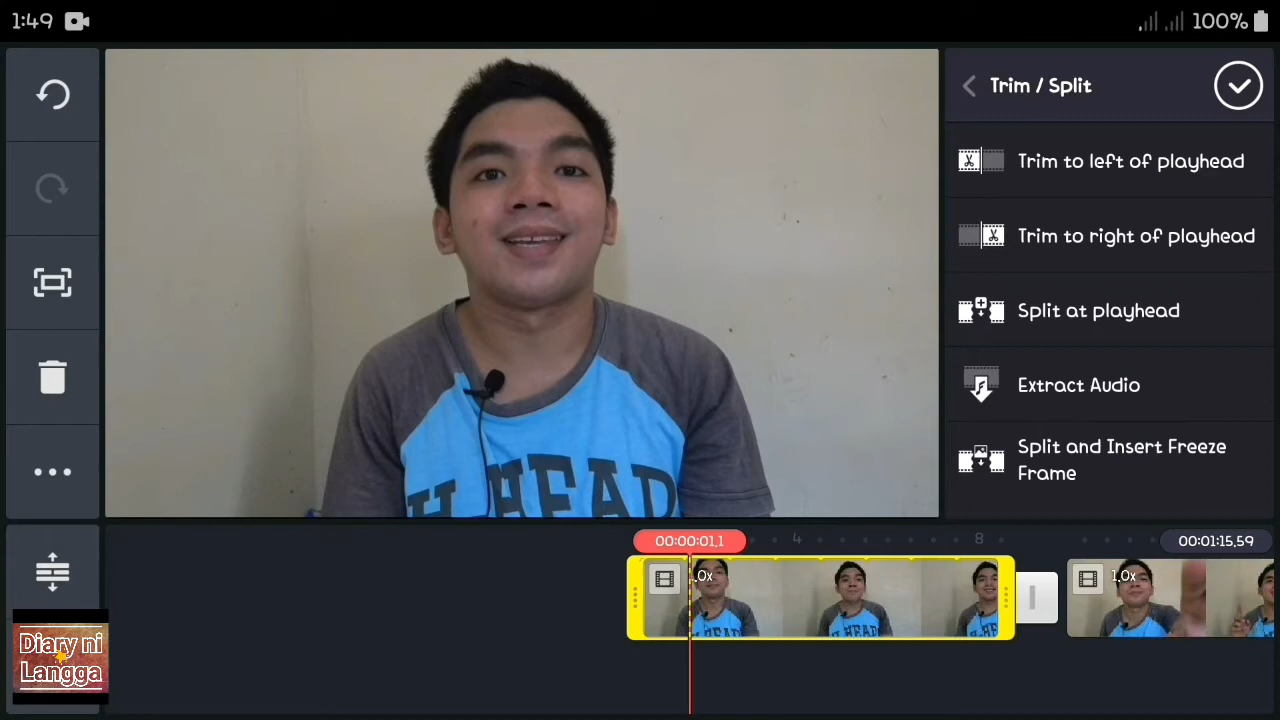 1:49
100%
Trim / Split
Trim to left of playhead
Trim to right of playhead
Split at playhead
Extract Audio
Split and Insert Freeze
Frame
H HEAD
00:00:01.1
4
8
00:01:15.59
1.0x
1.0x
Diary ni
Langga